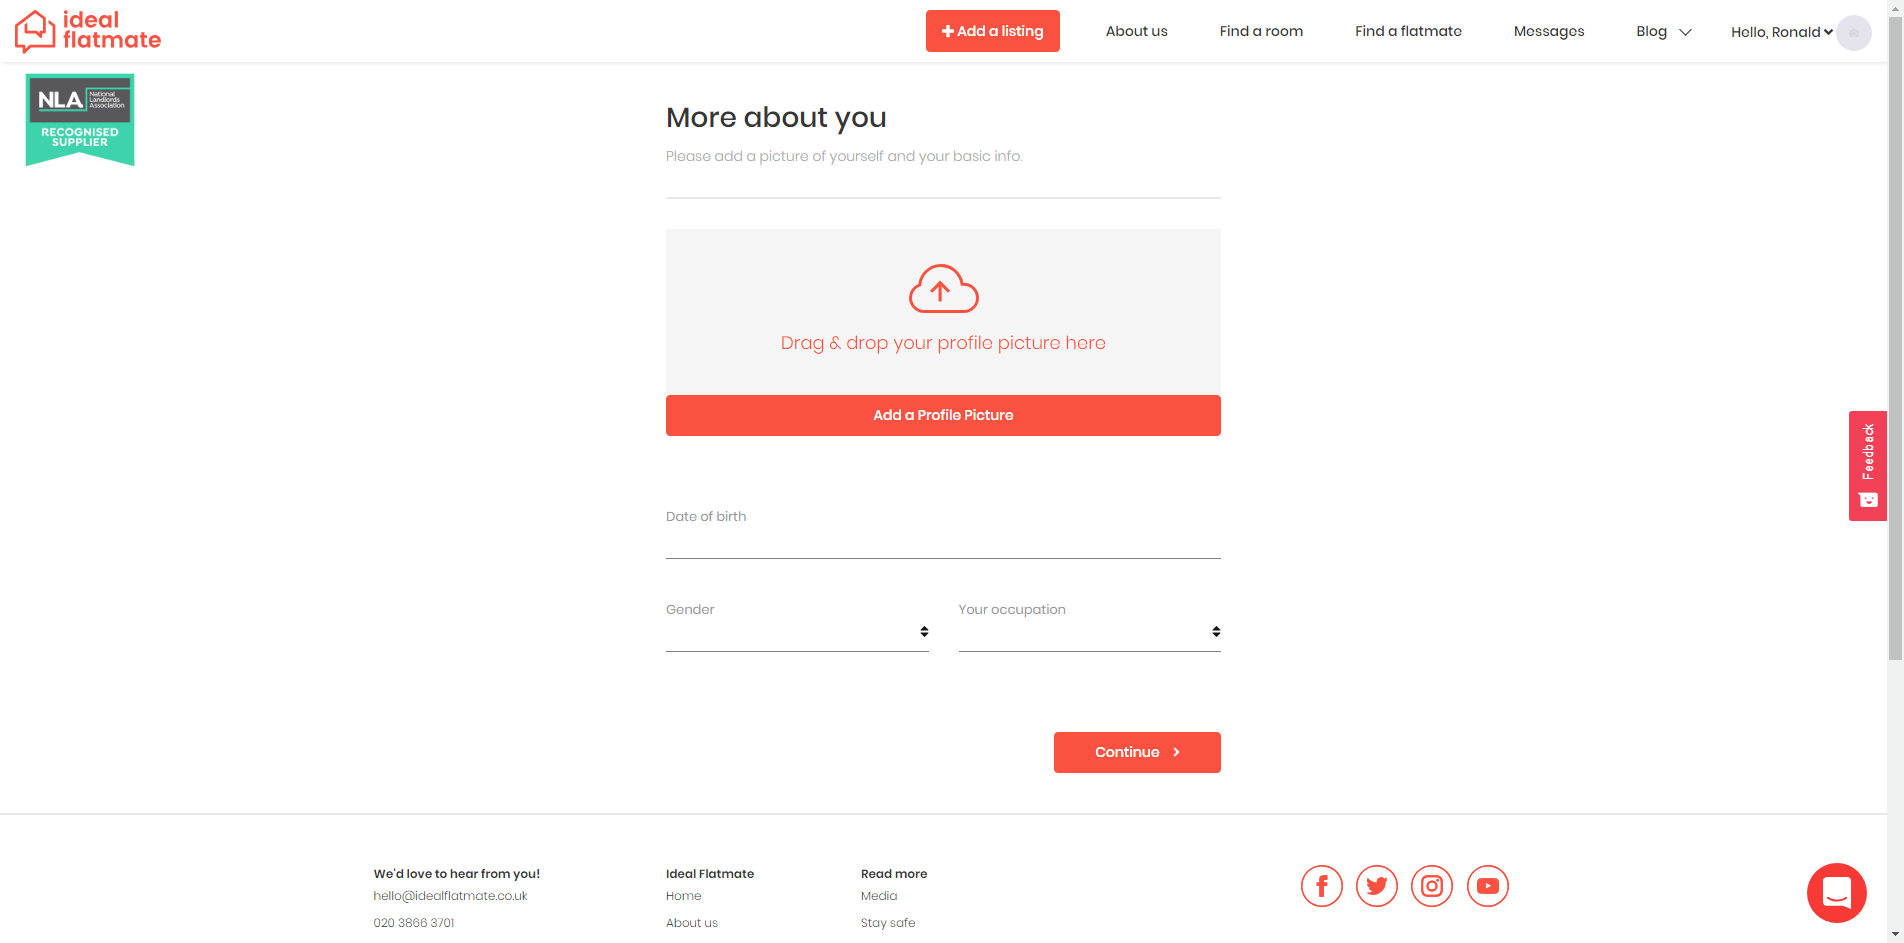 ideal
flatmate
Add a listing
About us
Find a room
Find a flatmate
Messages
Blog
Hello, Ronald
NLA
National
Landlords
Association
RECOGNISED
SUPPLIER
More about you
Please add a picture of yourself and your basic info.
Drag & drop your profile picture here
Add a Profile Picture
Feedback
Date of birth
Gender
Your occupation
Continue
We'd love to hear from you!
hello@idealflatmate.co.uk
020 3866 3701
Ideal Flatmate
Home
About us
Read more
Media
Stay safe